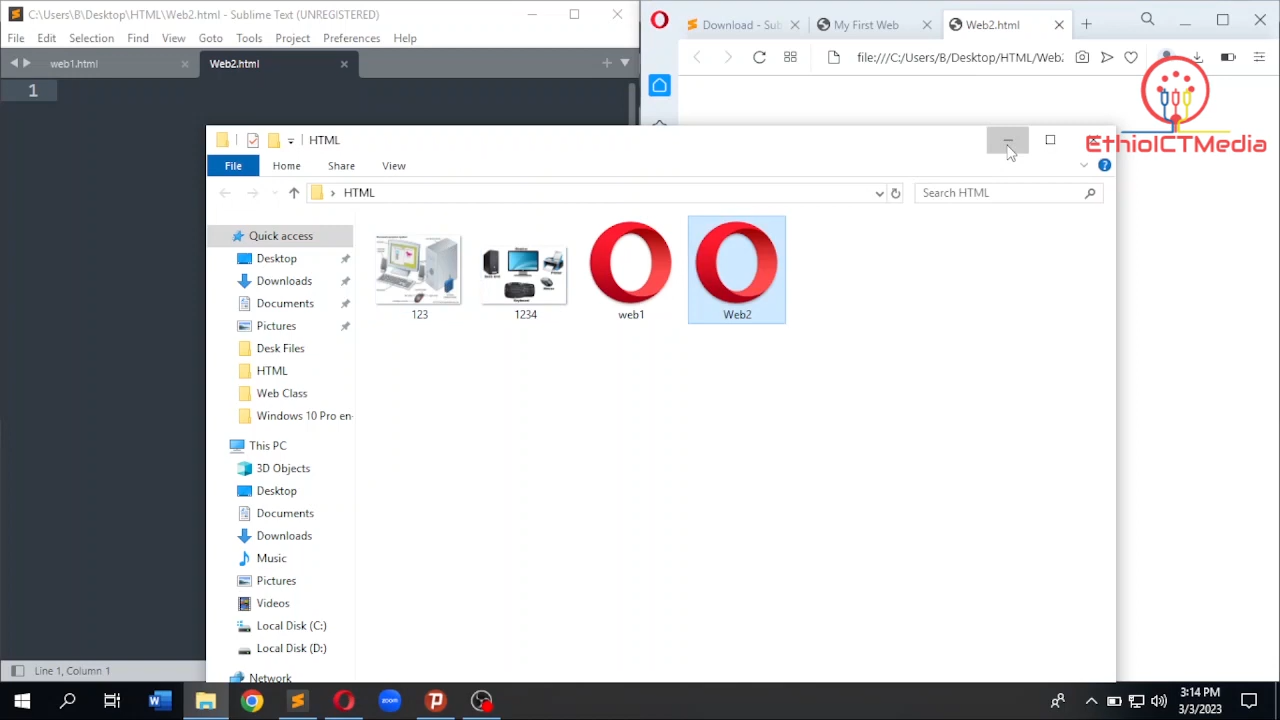 C:\Users\B\Desktop\HTML\Web2.html - Sublime Text (UNREGISTERED)
File Edit Selection Find View Goto Tools Project Preferences Help
web1.html
Web2.html
1
Line 1, Column 1
Download - Sub
My First Web
Web2.html
file:///C:/Users/B/Desktop/HTML/Web2
EthioICTMedia
HTML
File
Home
Share
View
HTML
Search HTML
Quick access
Desktop
Downloads
Documents
Pictures
Desk Files
HTML
Web Class
Windows 10 Pro en-
This PC
3D Objects
Desktop
Documents
Downloads
Music
Pictures
Videos
Local Disk (C:)
Local Disk (D:)
Network
123
1234
web1
Web2
zoom
3:14 PM
3/3/2023